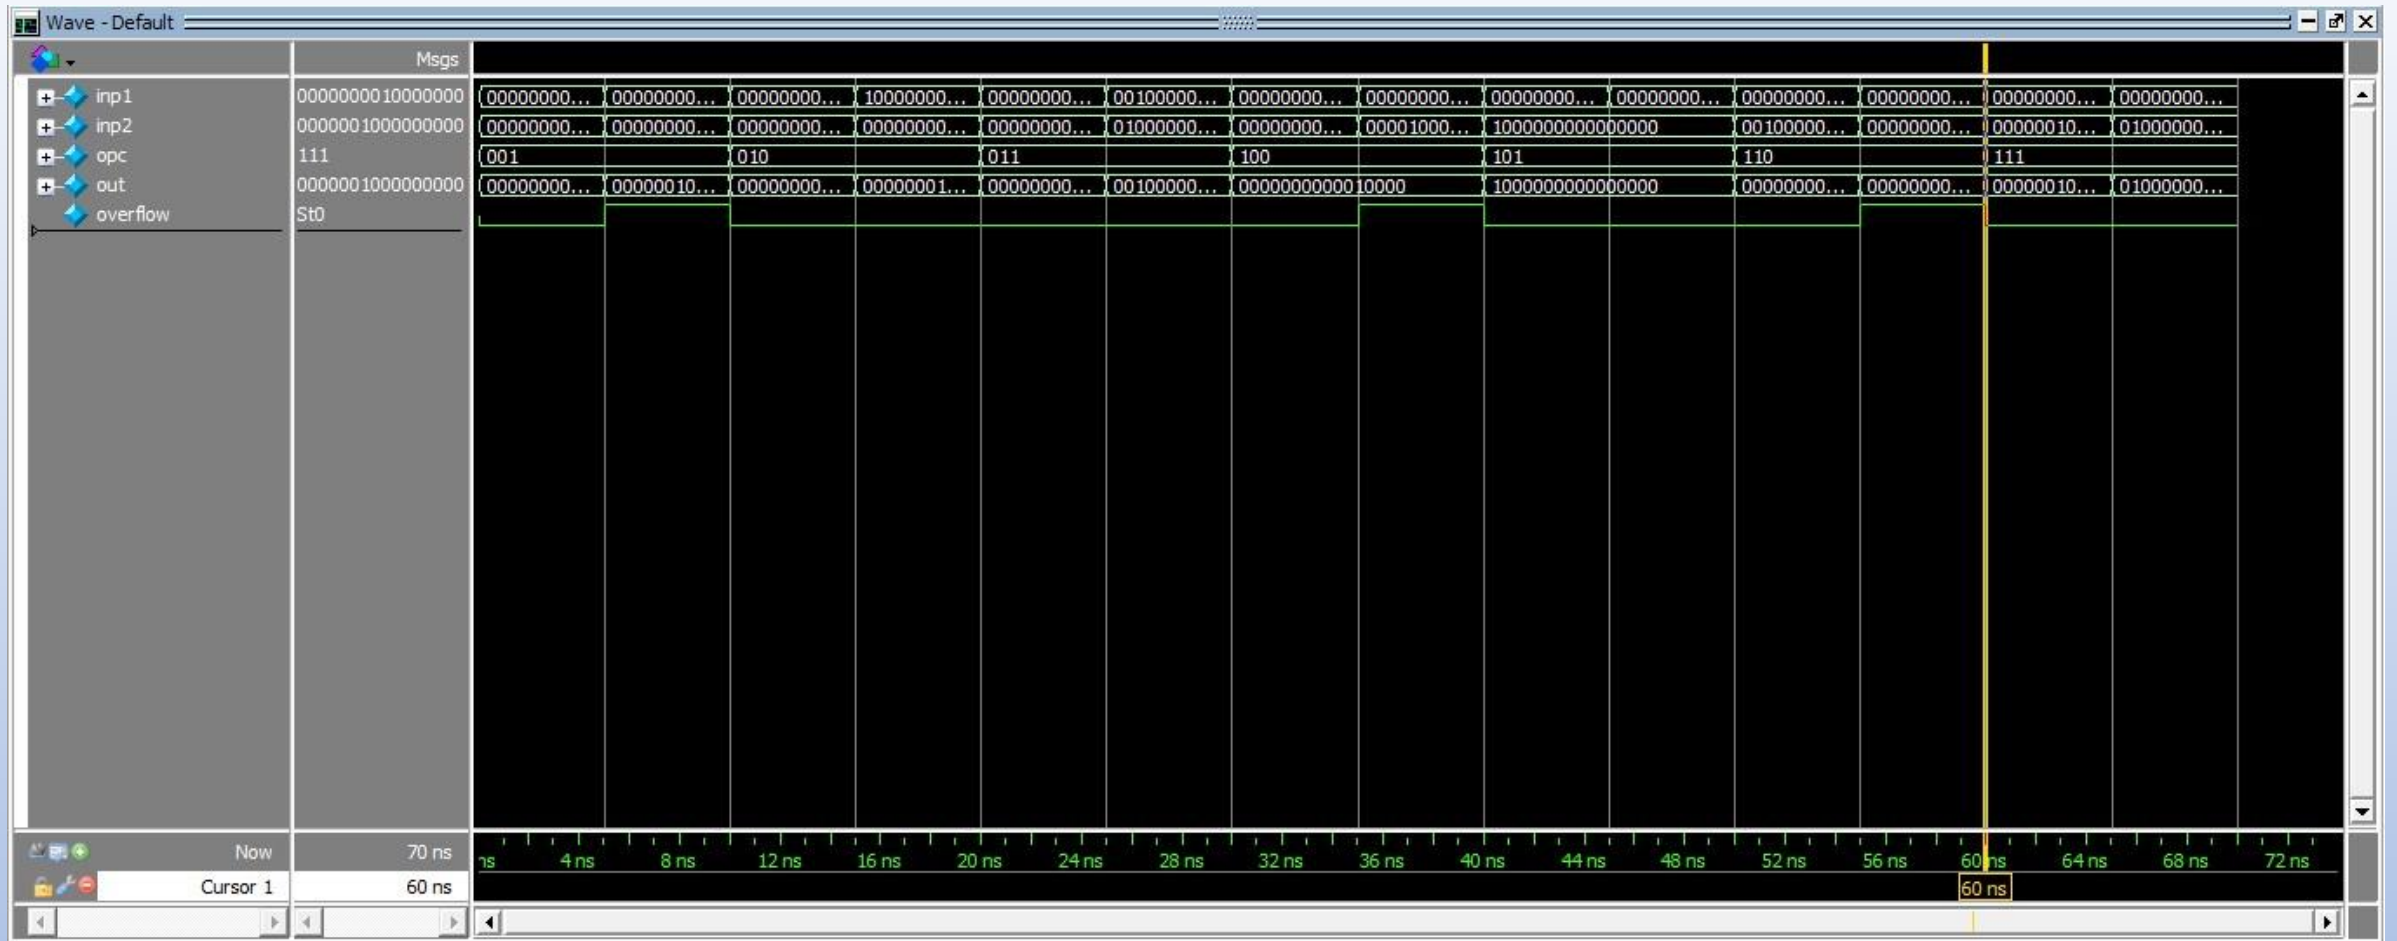 Wave - Default
Msgs
inp1 0000000010000000 00000000... 00000000... 00000000... 10000000... 00000000... 00100000... 00000000... 00000000... 00000000... 00000000... 00000000... 00000000... 00000000... 00000000...
inp2 0000001000000000 00000000... 00000000... 00000000... 00000000... 00000000... 01000000... 00000000... 00001000... 1000000000000000 00100000... 00000000... 00000010... 01000000...
opc 111 001 010 011 100 101 110 111
out 0000001000000000 00000000... 00000010... 00000000... 00000001... 00000000... 00100000... 0000000000010000 1000000000000000 00000000... 00000000... 00000010... 01000000...
overflow St0
Now 70 ns ns 4 ns 8 ns 12 ns 16 ns 20 ns 24 ns 28 ns 32 ns 36 ns 40 ns 44 ns 48 ns 52 ns 56 ns 60 ns 64 ns 68 ns 72 ns
Cursor 1 60 ns 60 ns